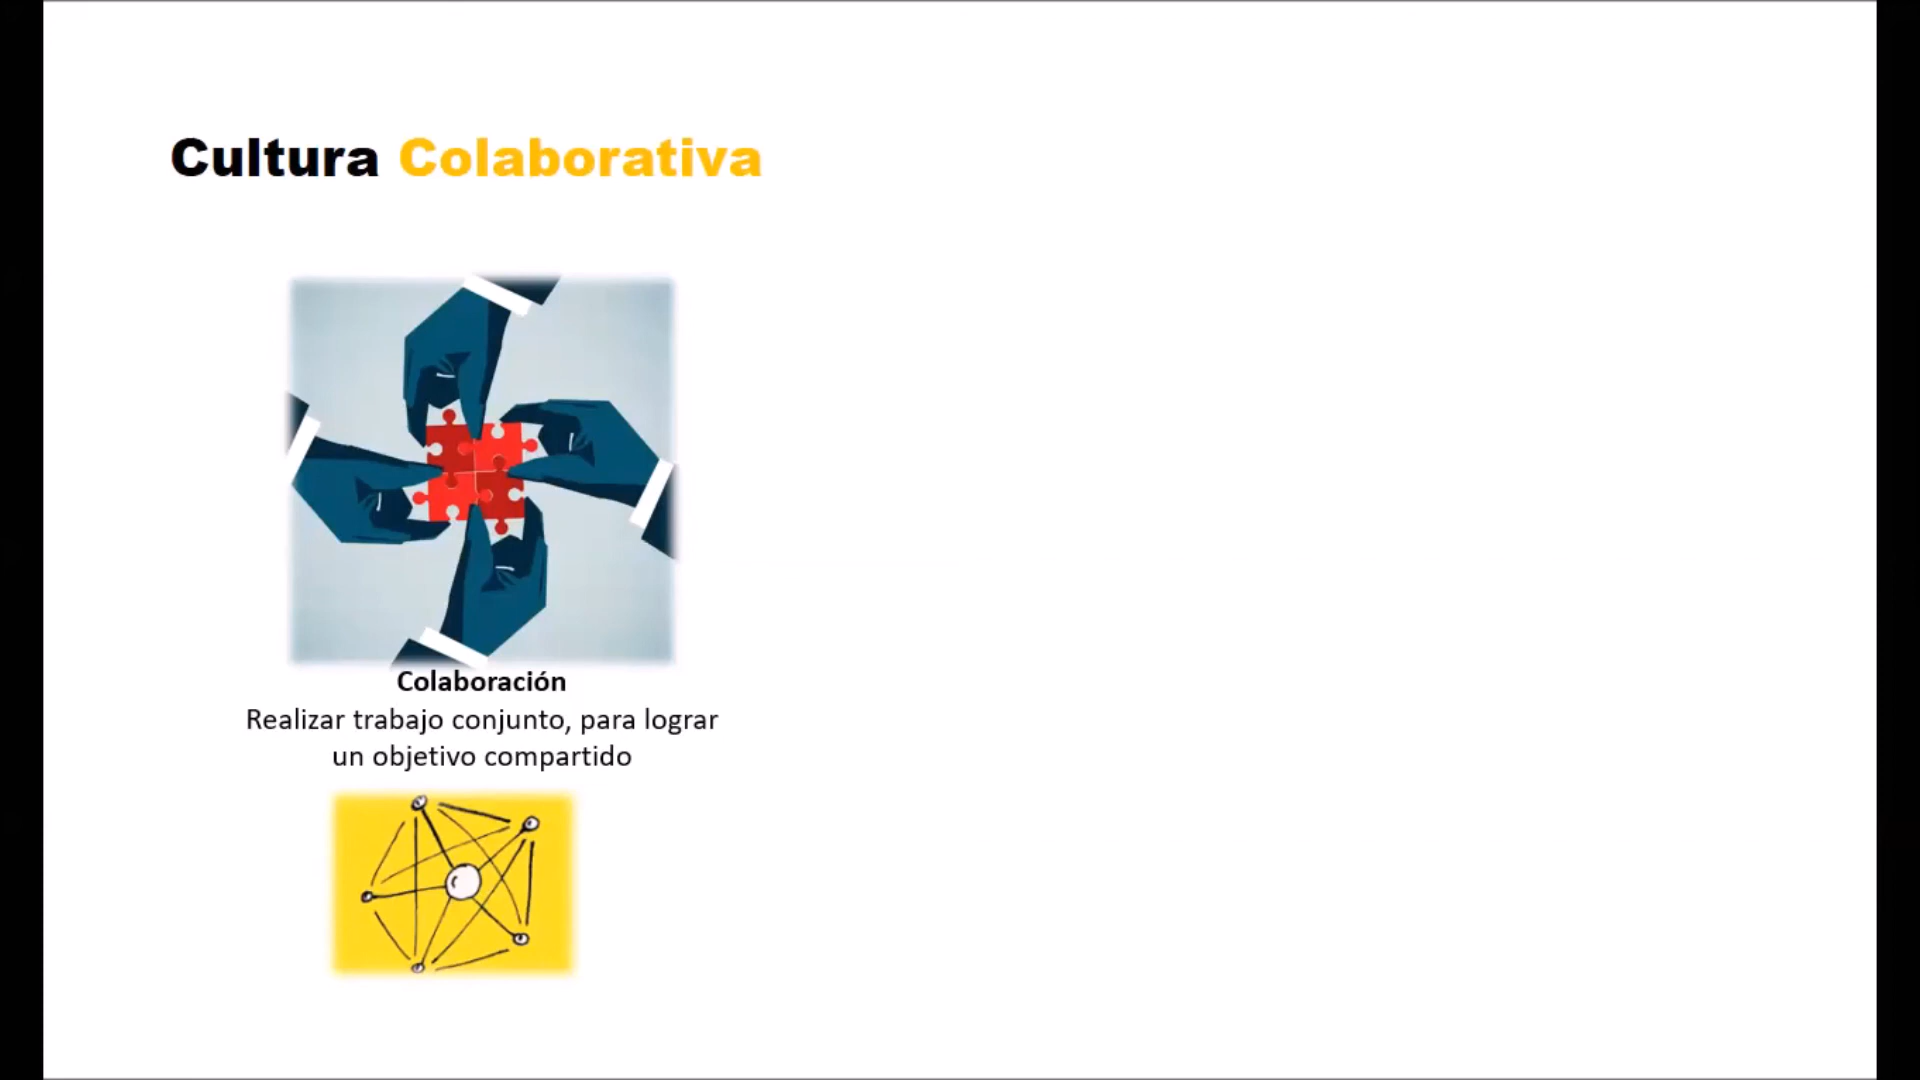 Cultura Colaborativa
Colaboración
Realizar trabajo conjunto, para lograr
un objetivo compartido